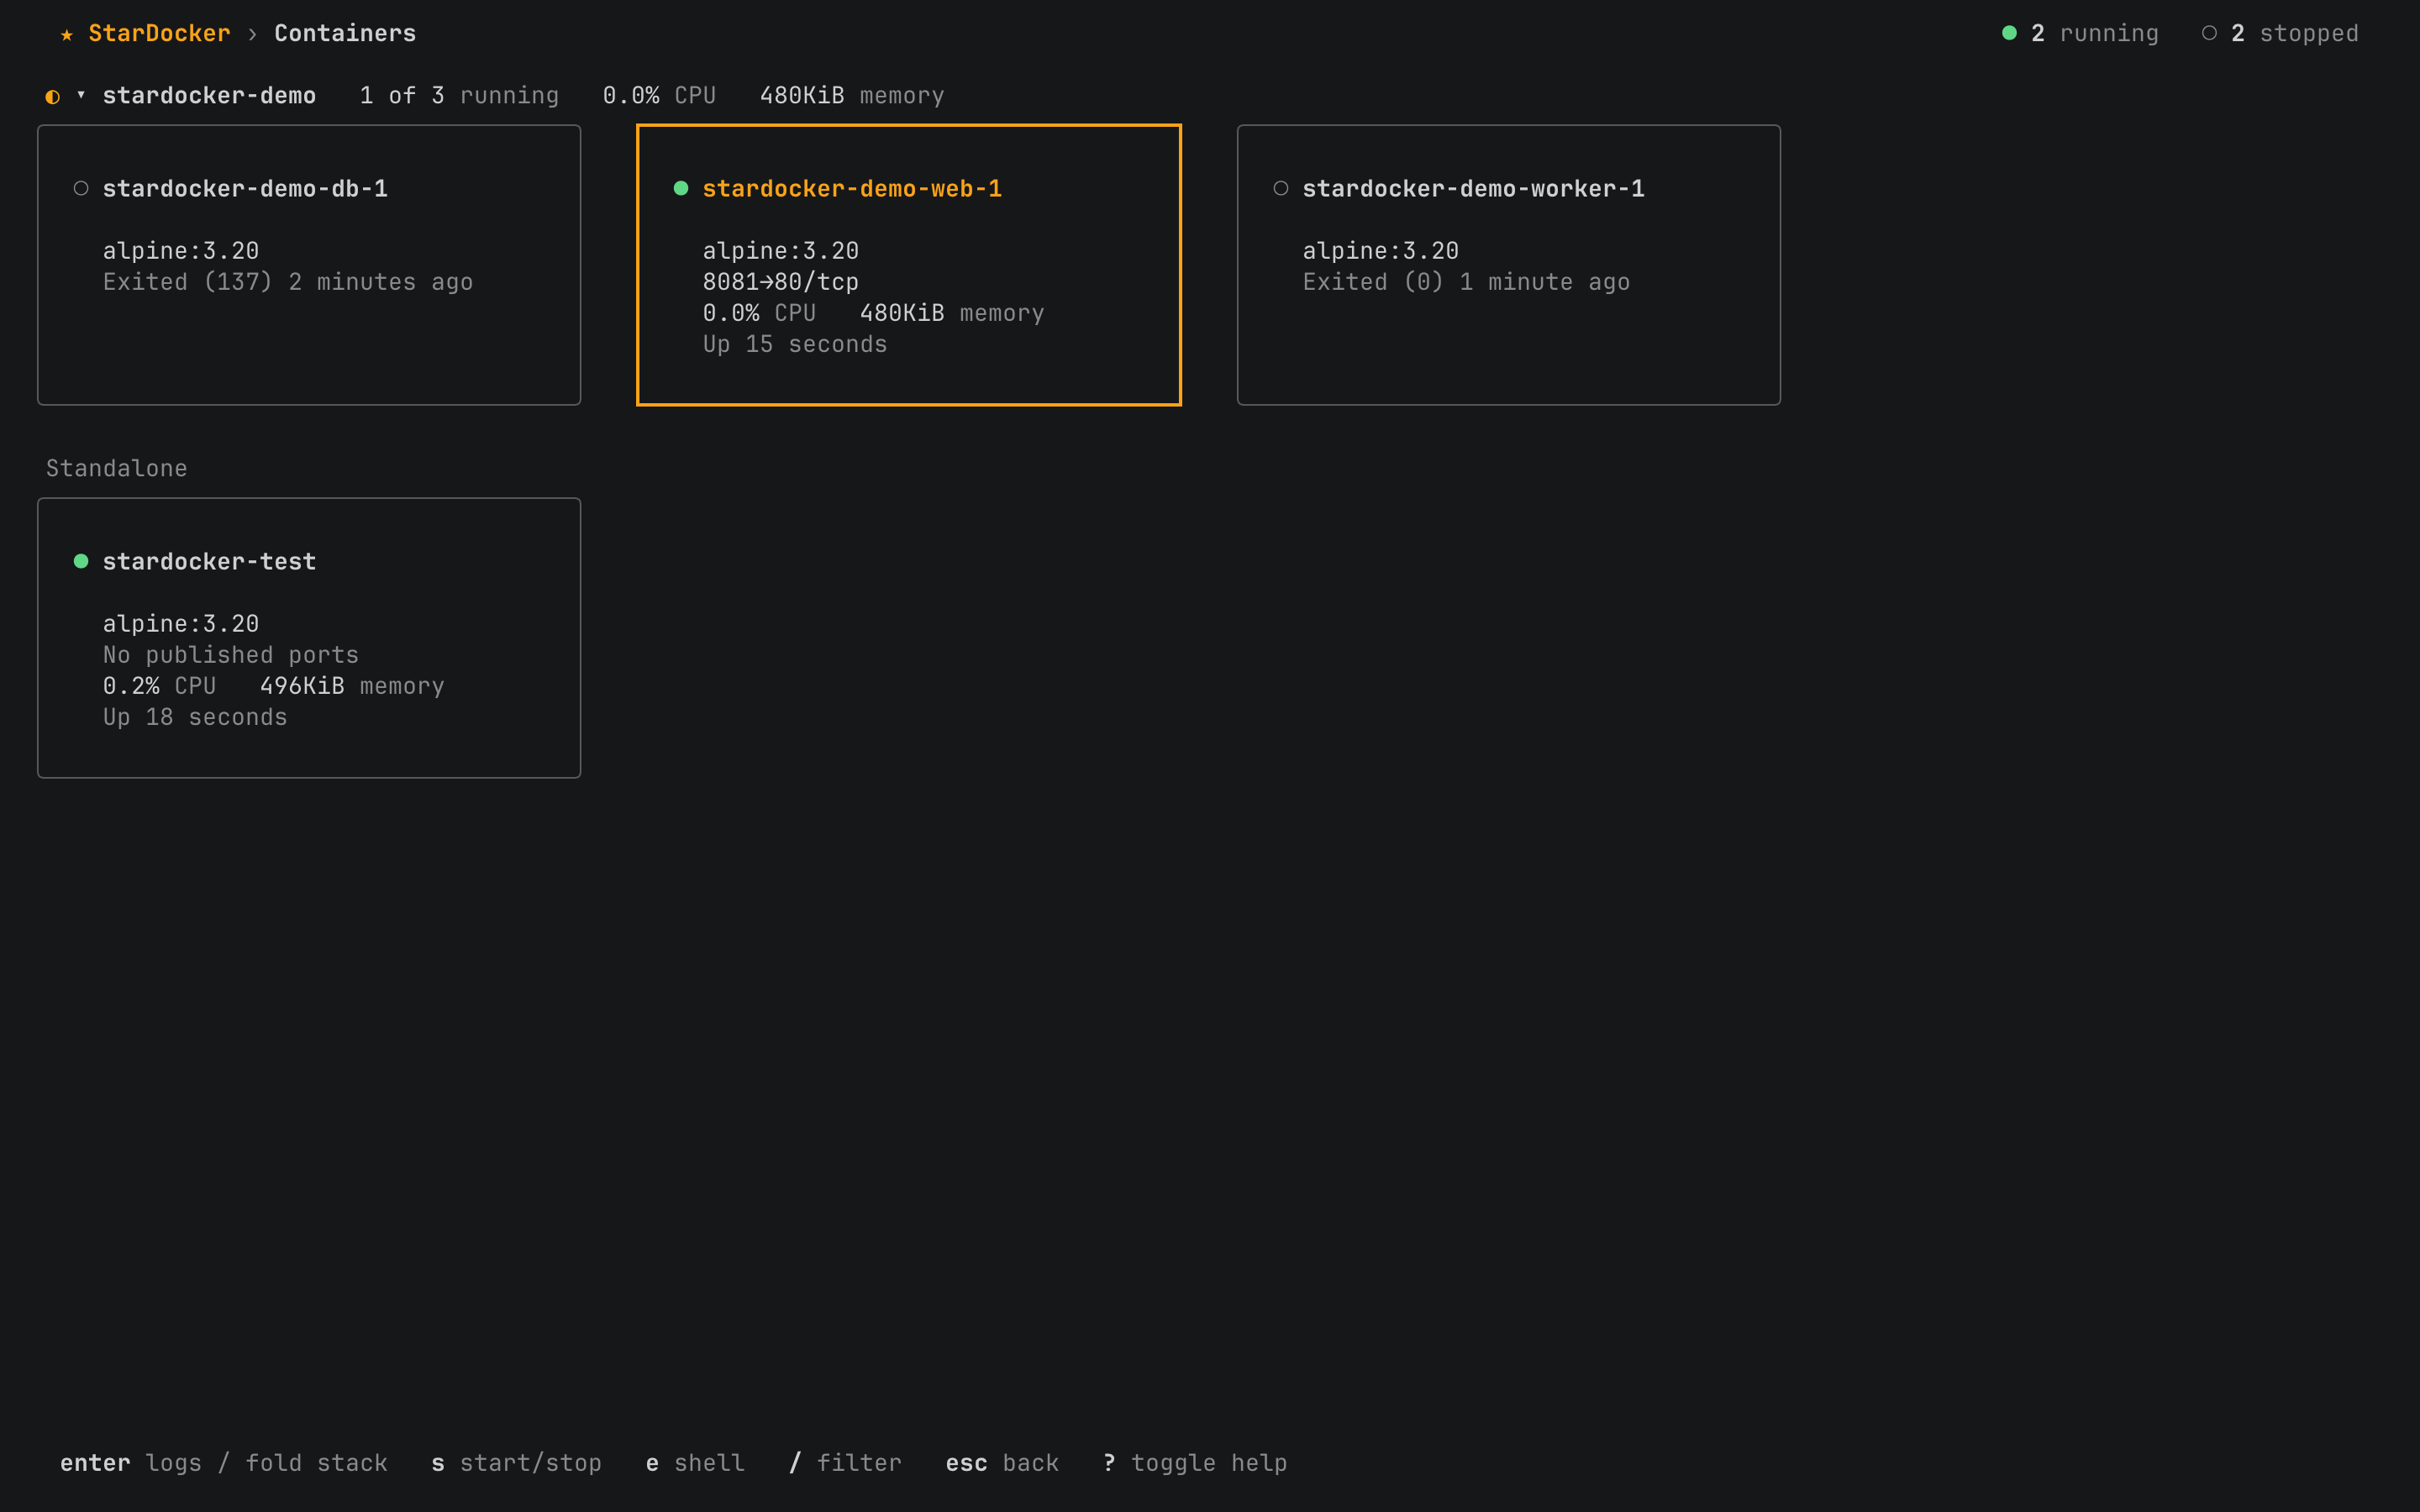 ★ StarDocker › Containers
● 2 running ○ 2 stopped
◐ ▾ stardocker-demo 1 of 3 running 0.0% CPU 480KiB memory
○ stardocker-demo-db-1
alpine:3.20
Exited (137) 2 minutes ago
● stardocker-demo-web-1
alpine:3.20
8081→80/tcp
0.0% CPU 480KiB memory
Up 15 seconds
○ stardocker-demo-worker-1
alpine:3.20
Exited (0) 1 minute ago
Standalone
● stardocker-test
alpine:3.20
No published ports
0.2% CPU 496KiB memory
Up 18 seconds
enter logs / fold stack s start/stop e shell / filter esc back ? toggle help